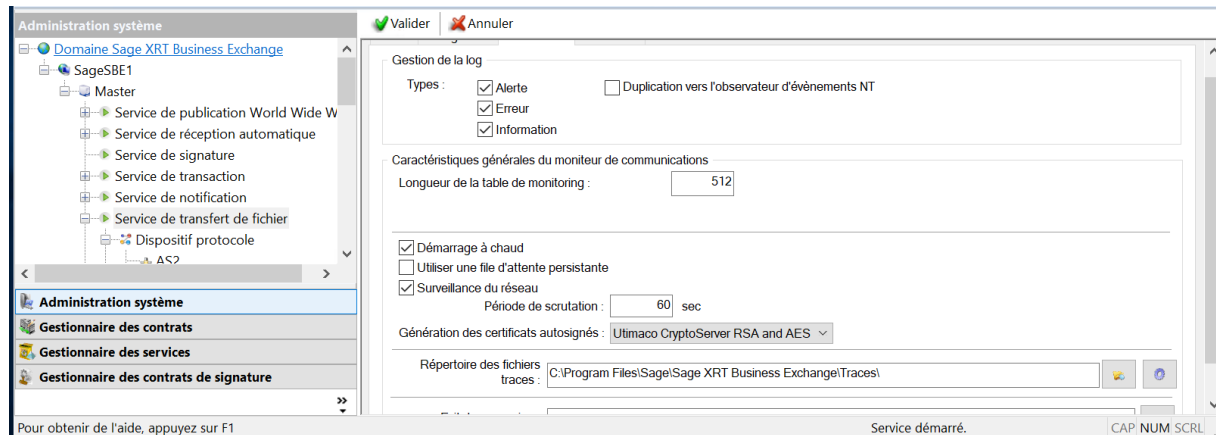 Administration système
Valider
Annuler
Domaine Sage XRT Business Exchange
SageSBE1
Master
Service de publication World Wide W
Service de réception automatique
Service de signature
Service de transaction
Service de notification
Service de transfert de fichier
Dispositif protocole
AS2
Administration système
Gestionnaire des contrats
Gestionnaire des services
Gestionnaire des contrats de signature
Gestion de la log
Types :
Alerte
Duplication vers l'observateur d'évènements NT
Erreur
Information
Caractéristiques générales du moniteur de communications
Longueur de la table de monitoring : 512
Démarrage à chaud
Utiliser une file d'attente persistante
Surveillance du réseau
Période de scrutation : 60 sec
Génération des certificats autosignés : Utimaco CryptoServer RSA and AES
Répertoire des fichiers
traces : C:\Program Files\Sage\Sage XRT Business Exchange\Traces\
Pour obtenir de l'aide, appuyez sur F1
Service démarré.
CAP NUM SCRL